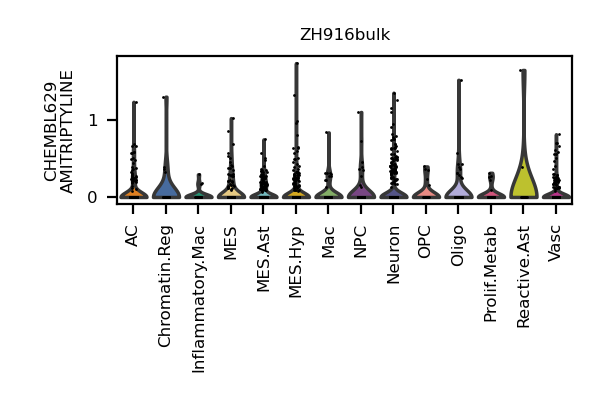 ZH916bulk
CHEMBL629
AMITRIPTYLINE
1
0
AC
Chromatin.Reg
Inflammatory.Mac
MES
MES.Ast
MES.Hyp
Mac
NPC
Neuron
OPC
Oligo
Prolif.Metab
Reactive.Ast
Vasc